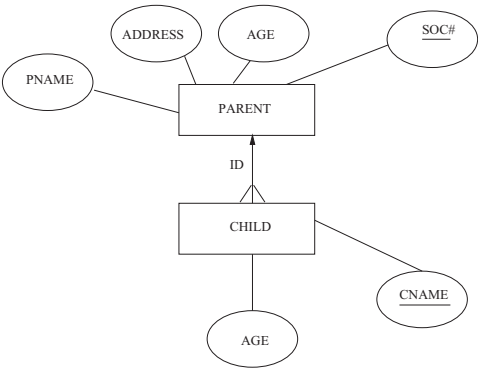 ADDRESS
AGE
SOC#
PNAME
PARENT
ID
CHILD
CNAME
AGE